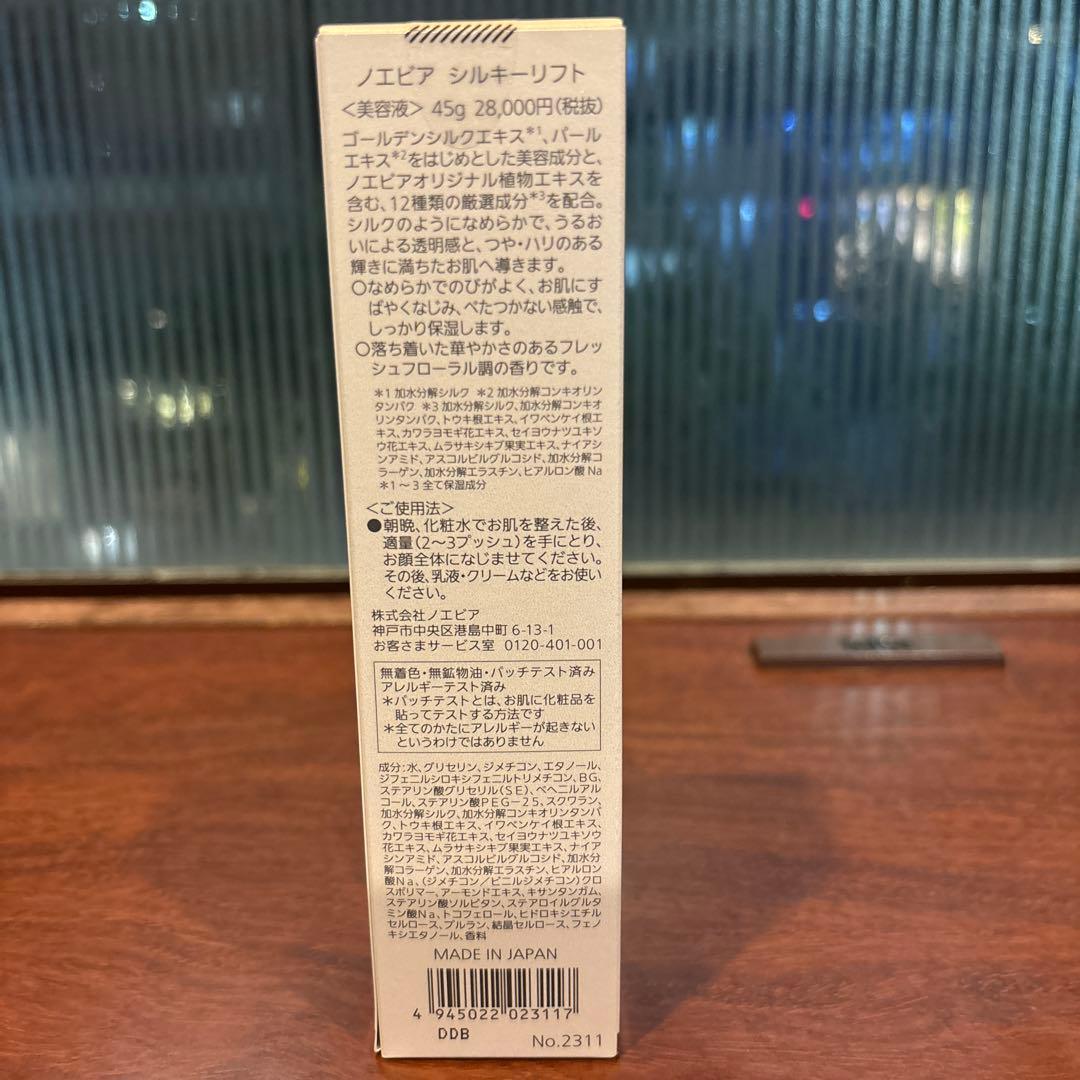 ノエビア シルキーリフト
＜美容液＞ 45g 28,000円(税抜)
ゴールデンシルクエキス＊1、パール
エキス＊2をはじめとした美容成分と、
ノエビアオリジナル植物エキスを
含む、12種類の厳選成分＊3を配合。
シルクのようになめらかで、うるお
いによる透明感と、つや・ハリのある
輝きに満ちたお肌へ導きます。
○なめらかでのびがよく、お肌にす
ばやくなじみ、べたつかない感触で、
しっかり保湿します。
○落ち着いた華やかさのあるフレッ
シュフローラル調の香りです。
＊1 加水分解シルク ＊2 加水分解コンキオリン
タンパク ＊3 加水分解シルク、加水分解コンキオ
リンタンパク、トウキ根エキス、イワベンケイ根エ
キス、カワラヨモギ花エキス、セイヨウナツユキソ
ウ花エキス、ムラサキシキブ果実エキス、ナイアシ
ンアミド、アスコルビルグルコシド、加水分解コ
ラーゲン、加水分解エラスチン、ヒアルロン酸Na
＊1～3 全て保湿成分
＜ご使用法＞
●朝晩、化粧水でお肌を整えた後、
適量(2～3プッシュ)を手にとり、
お顔全体になじませてください。
その後、乳液・クリームなどをお使い
ください。
株式会社ノエビア
神戸市中央区港島中町 6-13-1
お客さまサービス室 0120-401-001
無着色・無鉱物油・パッチテスト済み
アレルギーテスト済み
＊パッチテストとは、お肌に化粧品を
貼ってテストする方法です
＊全てのかたにアレルギーが起きない
というわけではありません
成分：水、グリセリン、ジメチコン、エタノール、
ジフェニルシロキシフェニルトリメチコン、BG、
ステアリン酸グリセリル(SE)、ベヘニルアル
コール、ステアリン酸PEG－25、スクワラン、
加水分解シルク、加水分解コンキオリンタンパ
ク、トウキ根エキス、イワベンケイ根エキス、
カワラヨモギ花エキス、セイヨウナツユキソウ
花エキス、ムラサキシキブ果実エキス、ナイア
シンアミド、アスコルビルグルコシド、加水分
解コラーゲン、加水分解エラスチン、ヒアルロン
酸Na、(ジメチコン／ビニルジメチコン)クロ
スポリマー、アーモンドエキス、キサンタンガム、
ステアリン酸ソルビタン、ステアロイルグルタ
ミン酸Na、トコフェロール、ヒドロキシエチル
セルロース、プルラン、結晶セルロース、フェノ
キシエタノール、香料
MADE IN JAPAN
4 945022 023117
DDB
No.2311